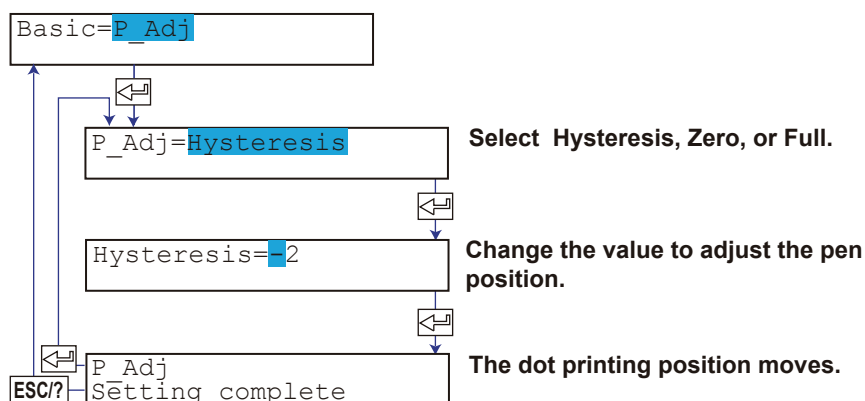 Basic=P_Adj
P_Adj=Hysteresis
Select Hysteresis, Zero, or Full.
Hysteresis=-2
Change the value to adjust the pen
position.
P_Adj
The dot printing position moves.
ESC/?
Setting complete